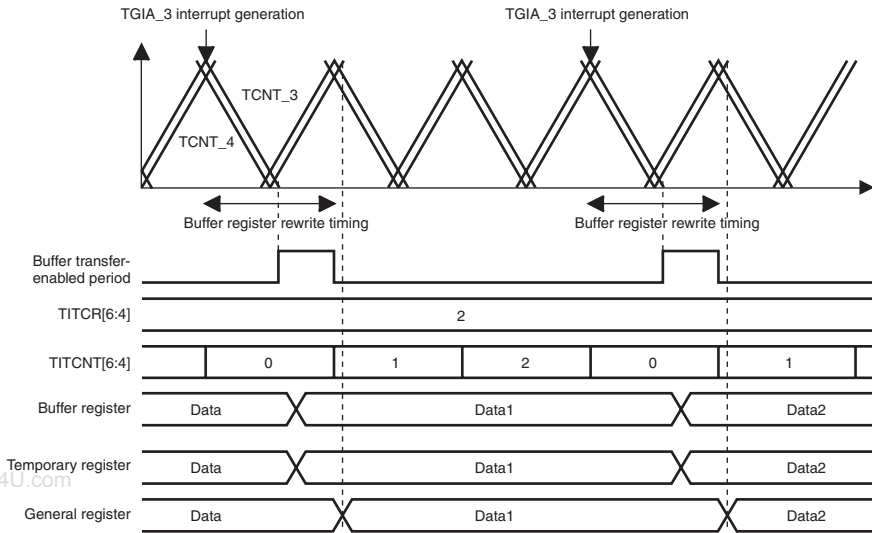 TGIA_3 interrupt generation
TGIA_3 interrupt generation
TCNT_3
TCNT_4
Buffer register rewrite timing
Buffer register rewrite timing
Buffer transfer-
enabled period
TITCR[6:4]
2
TITCNT[6:4]
0
1
2
0
1
Buffer register
Data
Data1
Data2
Temporary register
Data
Data1
Data2
4U.com
General register
Data
Data1
Data2